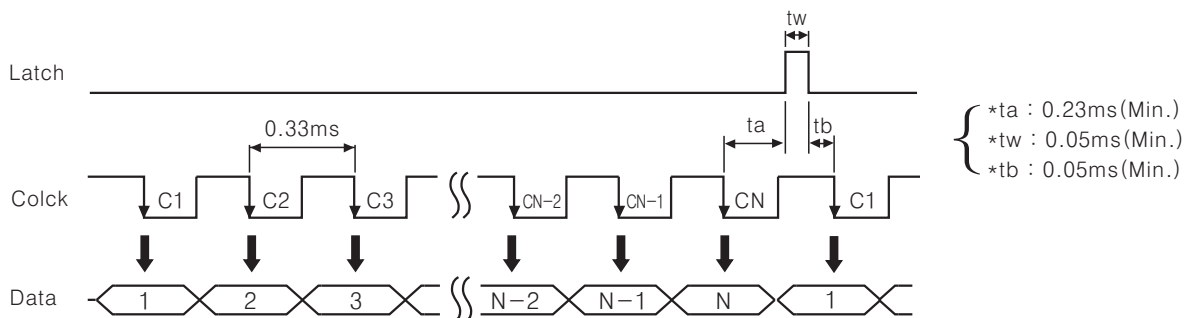 tw
Latch
0.33ms
ta
tb
*ta : 0.23ms(Min.)
*tw : 0.05ms(Min.)
*tb : 0.05ms(Min.)
Colck
C1
C2
C3
CN-2
CN-1
CN
C1
Data
1
2
3
N-2
N-1
N
1